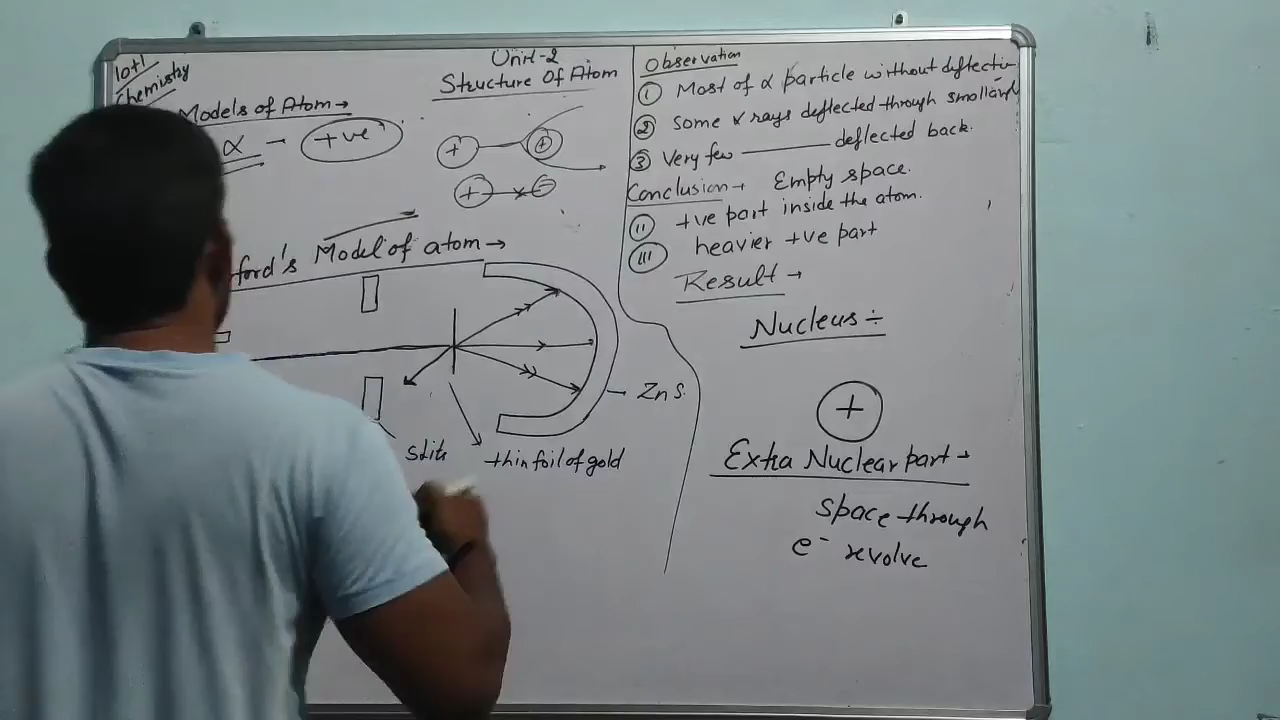 10+1
Chemistry
Unit-2
Structure Of Atom
Models of Atom →
α → +ve
+ +
+ −
ford's Model of atom →
Zn S.
slits
thin foil of gold
Observation
① Most of α particle without deflectin
② Some α rays deflected through smallangl
③ Very few ——— deflected back.
Conclusion → Empty space.
(ii) +ve part inside the atom.
(iii) heavier +ve part
Result →
Nucleus ÷
+
Extra Nuclear part →
space through
e⁻ revolve